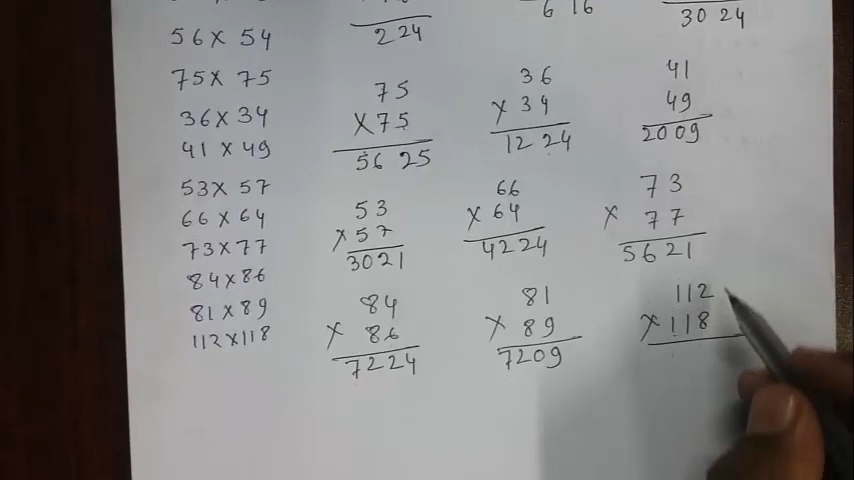 56 x 54
75 x 75
36 x 34
41 x 49
53 x 57
66 x 64
73 x 77
84 x 86
81 x 89
112 x 118
224
6 16
30 24
75
x 75
56 25
36
x 34
12 24
41
49
2009
53
x 57
3021
66
x 64
4224
73
x 77
5621
84
x 86
7224
81
x 89
7209
112
x 118